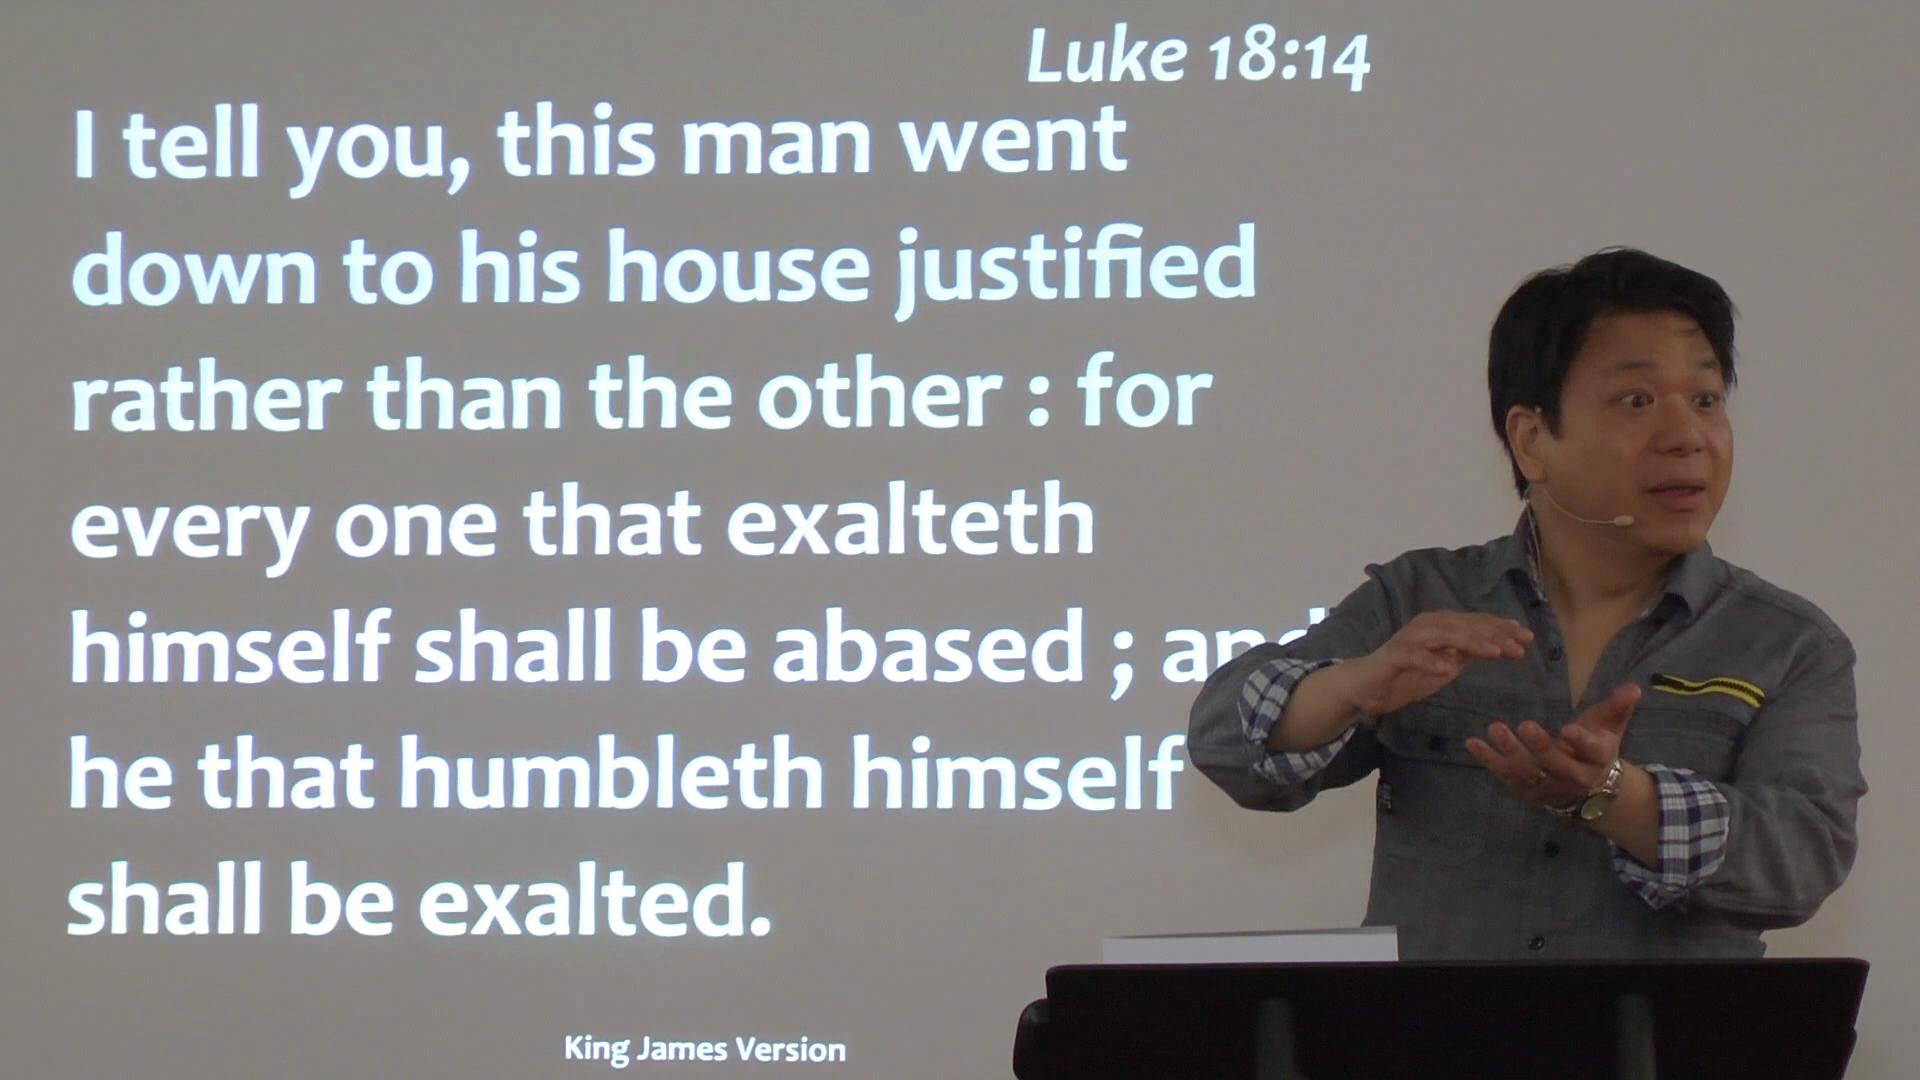 Luke 18:14
I tell you, this man went
down to his house justified
rather than the other : for
every one that exalteth
himself shall be abased ; and
he that humbleth himself
shall be exalted.
King James Version